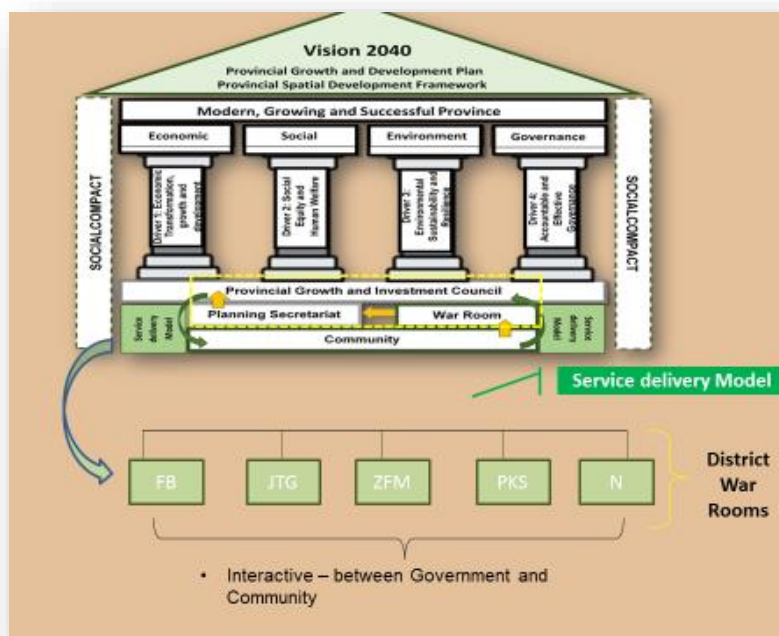 Vision 2040
Provincial Growth and Development Plan
Provincial Spatial Development Framework
Modern, Growing and Successful Province
Economic
Social
Environment
Governance
SOCIALCOMPACT
Driver 1: Economic
Transformation,
growth and
development
Driver 2: Social
Equity and
Human Welfare
Driver 3:
Environmental
Sustainability and
Resilience
Driver 4:
Accountable and
Effective
Governance
SOCIALCOMPACT
Provincial Growth and Investment Council
Service
delivery
Model
Planning Secretariat
War Room
Service
delivery
Model
Community
Service delivery Model
FB
JTG
ZFM
PKS
N
District
War
Rooms
• Interactive – between Government and
Community